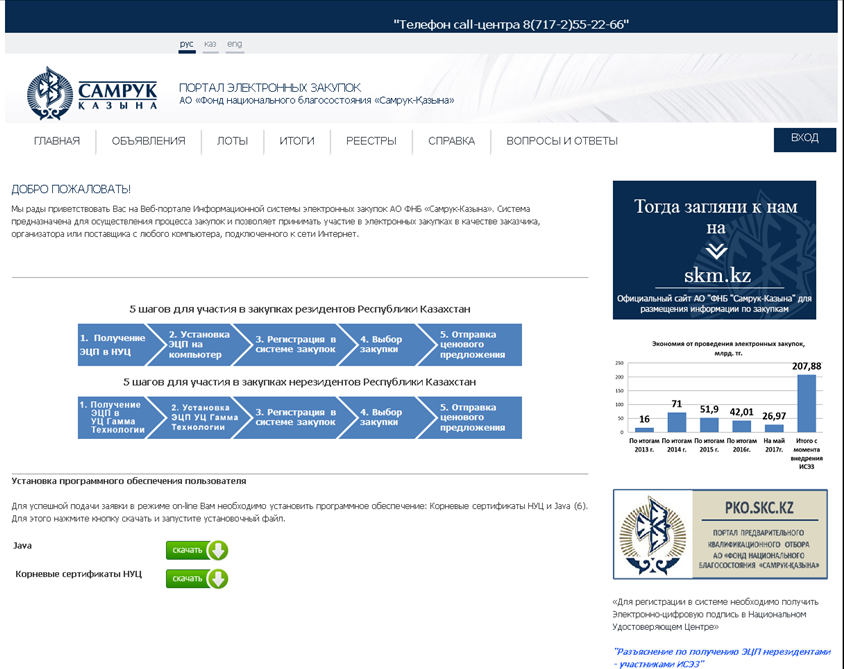 "Телефон call-центра 8(717-2)55-22-66"
рус каз eng
САМРУК
ҚАЗЫНА
ПОРТАЛ ЭЛЕКТРОННЫХ ЗАКУПОК
АО «Фонд национального благосостояния «Самрук-Қазына»
ГЛАВНАЯ ОБЪЯВЛЕНИЯ ЛОТЫ ИТОГИ РЕЕСТРЫ СПРАВКА ВОПРОСЫ И ОТВЕТЫ ВХОД
ДОБРО ПОЖАЛОВАТЬ!
Мы рады приветствовать Вас на Веб-портале Информационной системы электронных закупок АО ФНБ «Самрук-Казына». Система
предназначена для осуществления процесса закупок и позволяет принимать участие в электронных закупках в качестве заказчика,
организатора или поставщика с любого компьютера, подключенного к сети Интернет.
5 шагов для участия в закупках резидентов Республики Казахстан
1. Получение
ЭЦП в НУЦ
2. Установка
ЭЦП на
компьютер
3. Регистрация в
системе закупок
4. Выбор
закупки
5. Отправка
ценового
предложения
5 шагов для участия в закупках нерезидентов Республики Казахстан
1. Получение
ЭЦП в
УЦ Гамма
Технологии
2. Установка
ЭЦП УЦ Гамма
Технологии
3. Регистрация в
системе закупок
4. Выбор
закупки
5. Отправка
ценового
предложения
Установка программного обеспечения пользователя
Для успешной подачи заявки в режиме on-line Вам необходимо установить программное обеспечение: Корневые сертификаты НУЦ и Java (6).
Для этого нажмите кнопку скачать и запустите установочный файл.
Java скачать
Корневые сертификаты НУЦ скачать
Тогда загляни к нам
на
skm.kz
Официальный сайт АО "ФНБ "Самрук-Казына" для
размещения информации по закупкам
Экономия от проведения электронных закупок,
млрд. тг.
250
200
150
100
50
0
16 71 51,9 42,01 26,97 207,88
По итогам
2013 г.
По итогам
2014 г.
По итогам
2015 г.
По итогам
2016г.
На май
2017г.
Итого с
момента
внедрения
ИСЭЗ
PKO.SKC.KZ
ПОРТАЛ ПРЕДВАРИТЕЛЬНОГО
КВАЛИФИКАЦИОННОГО ОТБОРА
АО «ФОНД НАЦИОНАЛЬНОГО
БЛАГОСОСТОЯНИЯ «САМРУК-ҚАЗЫНА»
«Для регистрации в системе необходимо получить
Электронно-цифровую подпись в Национальном
Удостоверяющем Центре»
"Разъяснение по получению ЭЦП нерезидентами
- участниками ИСЭЗ"